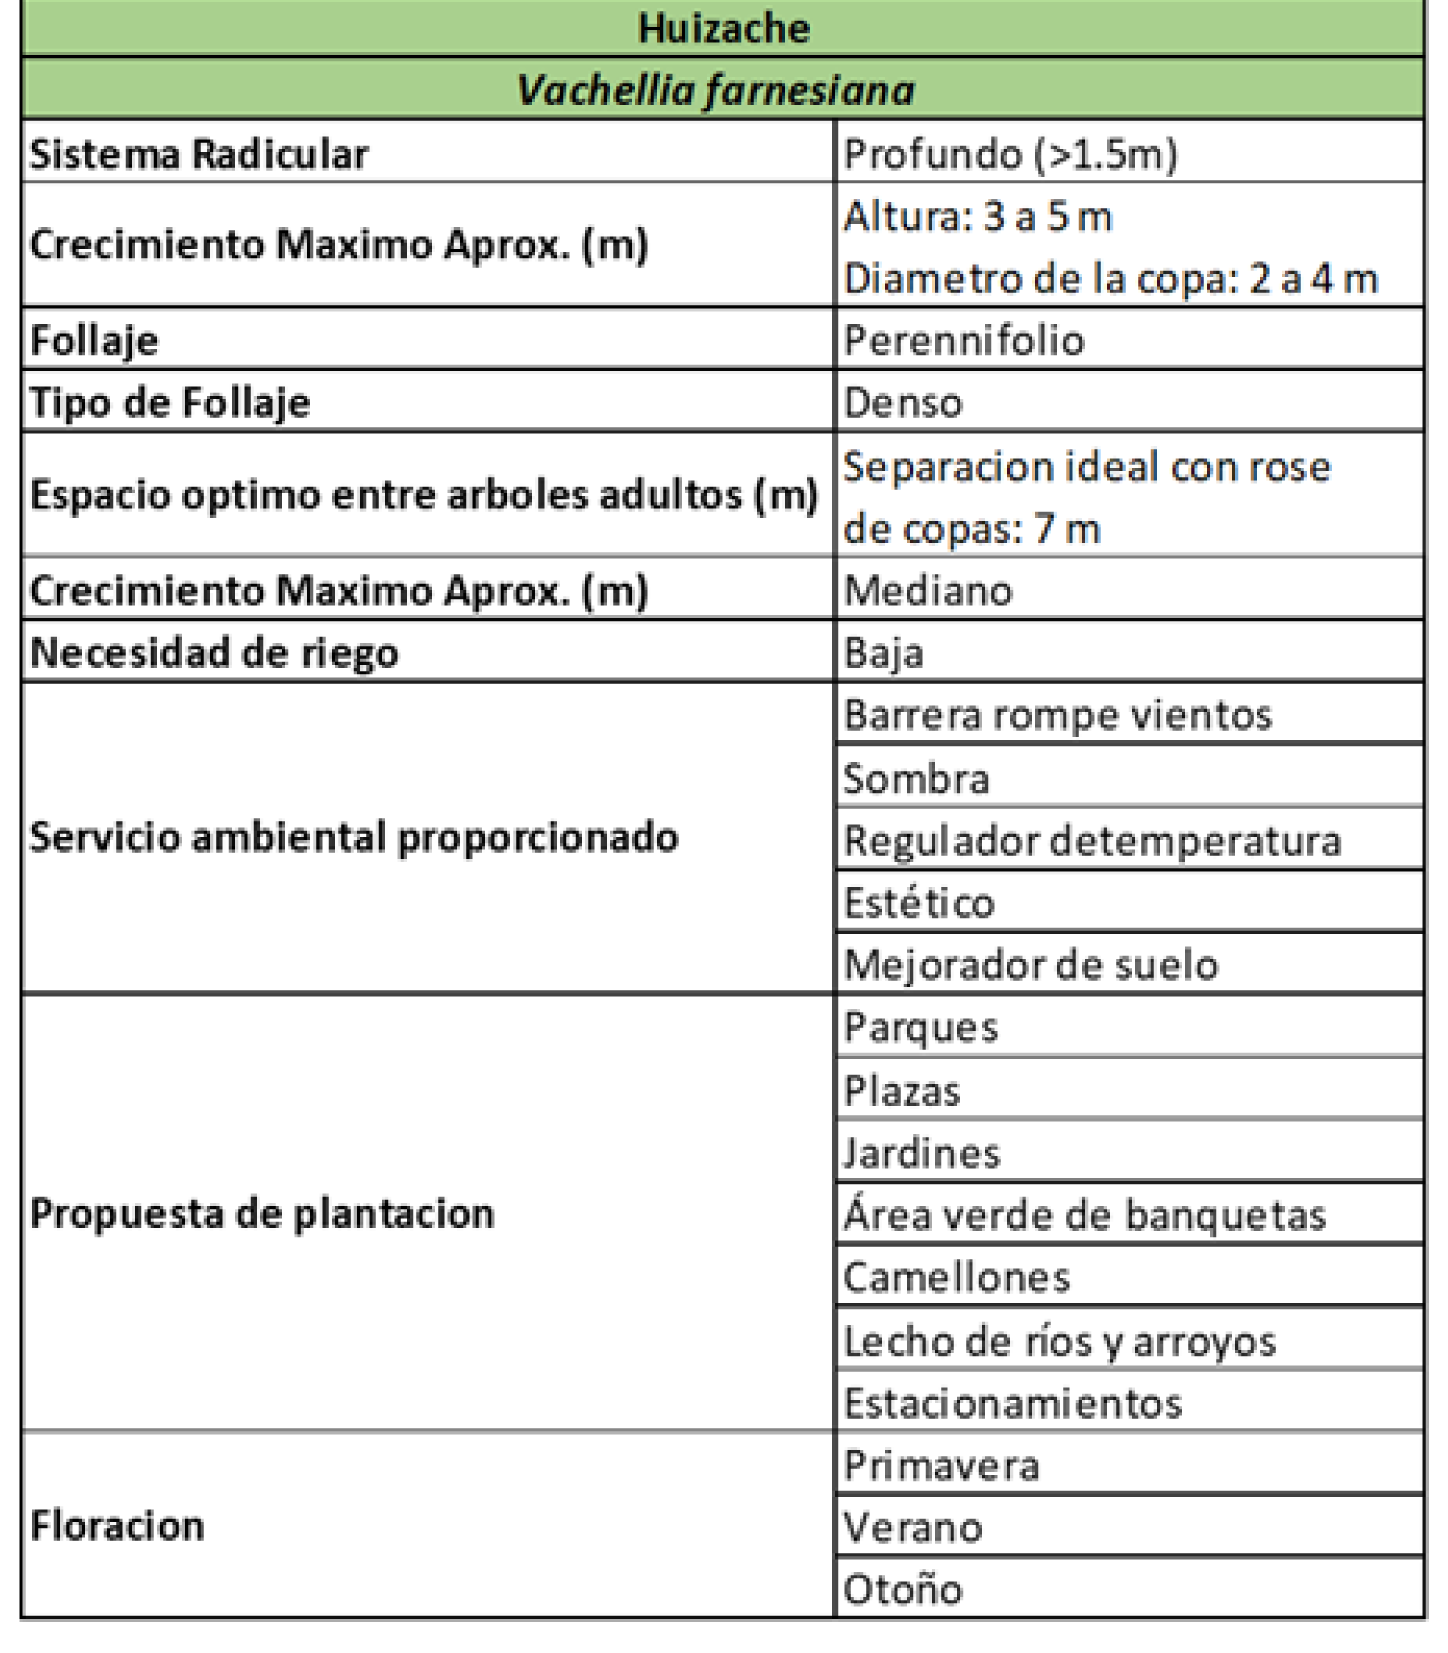 Huizache
Vachellia farnesiana
Sistema Radicular
Profundo (>1.5m)
Crecimiento Maximo Aprox. (m)
Altura: 3 a 5 m
Diametro de la copa: 2 a 4 m
Follaje
Perennifolio
Tipo de Follaje
Denso
Espacio optimo entre arboles adultos (m)
Separacion ideal con rose
de copas: 7 m
Crecimiento Maximo Aprox. (m)
Mediano
Necesidad de riego
Baja
Servicio ambiental proporcionado
Barrera rompe vientos
Sombra
Regulador detemperatura
Estético
Mejorador de suelo
Propuesta de plantacion
Parques
Plazas
Jardines
Área verde de banquetas
Camellones
Lecho de ríos y arroyos
Estacionamientos
Floracion
Primavera
Verano
Otoño